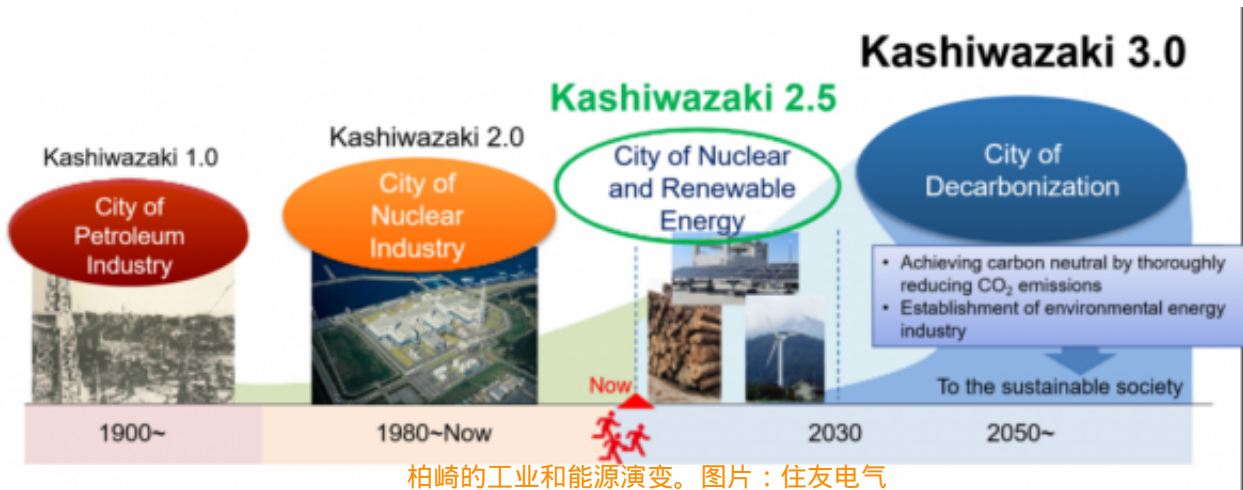 Kashiwazaki 3.0
Kashiwazaki 2.5
Kashiwazaki 2.0
Kashiwazaki 1.0
City of
Petroleum
Industry
City of
Nuclear
Industry
City of Nuclear
and Renewable
Energy
City of
Decarbonization
• Achieving carbon neutral by thoroughly
reducing CO₂ emissions
• Establishment of environmental energy
industry
To the sustainable society
Now
1900~
1980~Now
2030
2050~
柏崎的工业和能源演变。图片：住友电气